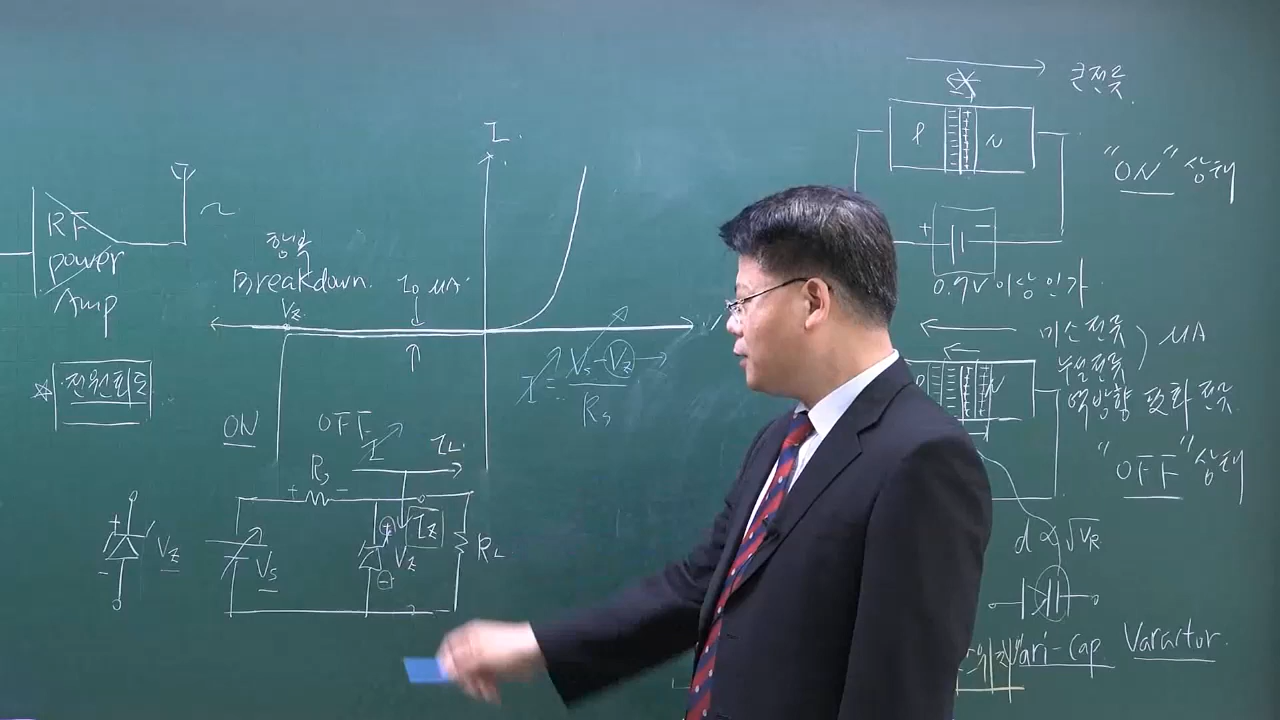 RF
power
Amp
전원회로
항복
Breakdown.
Vz.
I₀ μA
I.
ON
OFF
I
IL
Rs
+ -
Vs
+
-
Vz
+
-
Vz
Iz
RL
I = Vs - Vz / Rs
큰전류.
P N
"ON" 상태
+ -
0.7V 이상 인가.
미소전류
누설전류
μA
N
역방향 포화 전류.
"OFF" 상태
d ∝ √VR
Vari-cap Varactor.